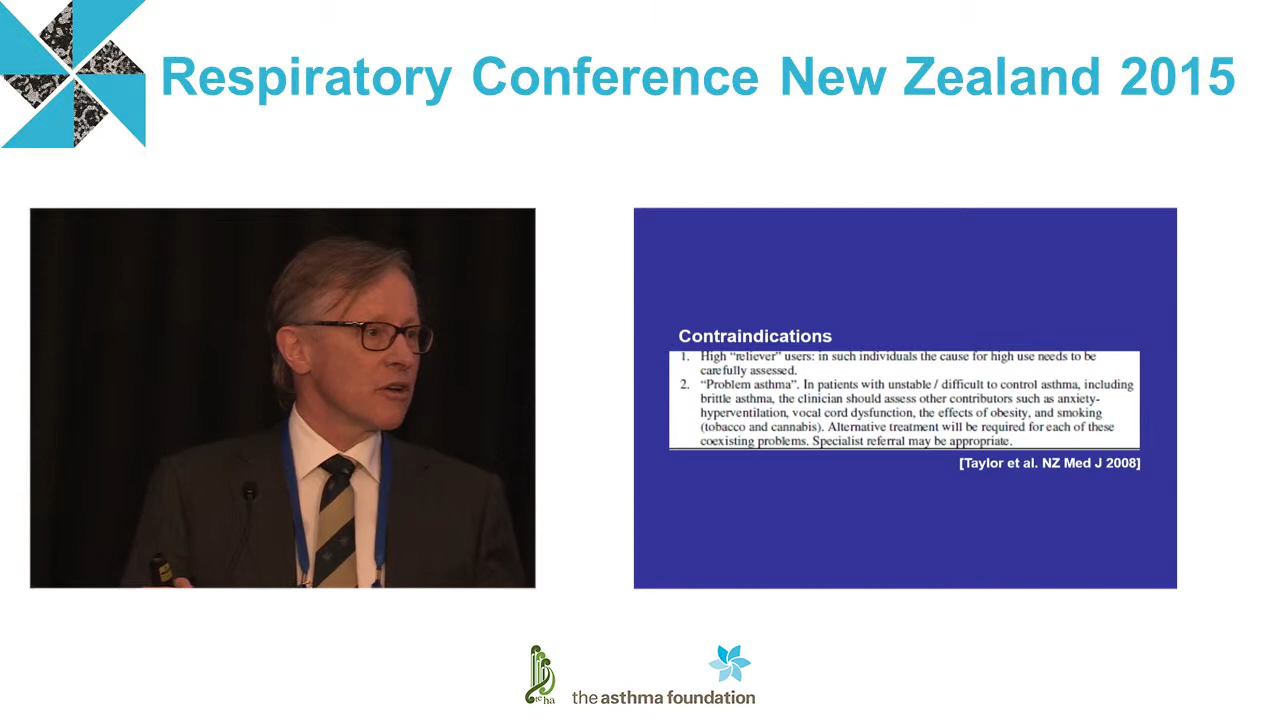 Respiratory Conference New Zealand 2015
Contraindications
1. High “reliever” users: in such individuals the cause for high use needs to be
carefully assessed.
2. “Problem asthma”. In patients with unstable / difficult to control asthma, including
brittle asthma, the clinician should assess other contributors such as anxiety-
hyperventilation, vocal cord dysfunction, the effects of obesity, and smoking
(tobacco and cannabis). Alternative treatment will be required for each of these
coexisting problems. Specialist referral may be appropriate.
[Taylor et al. NZ Med J 2008]
te ha
the asthma foundation